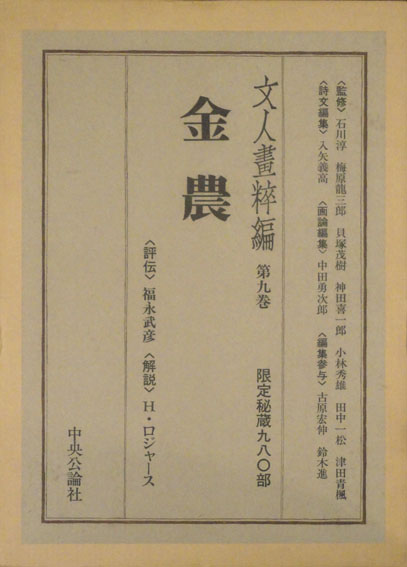 〈監修〉石川淳 梅原龍三郎 貝塚茂樹 神田喜一郎 小林秀雄 田中一松 津田青楓
〈詩文編集〉入矢義高 〈画論編集〉中田勇次郎 〈編集参与〉古原宏伸 鈴木進
文人畫粹編 第九巻 限定秘蔵九八〇部
金農
〈評伝〉福永武彦 〈解説〉H・ロジャース
中央公論社